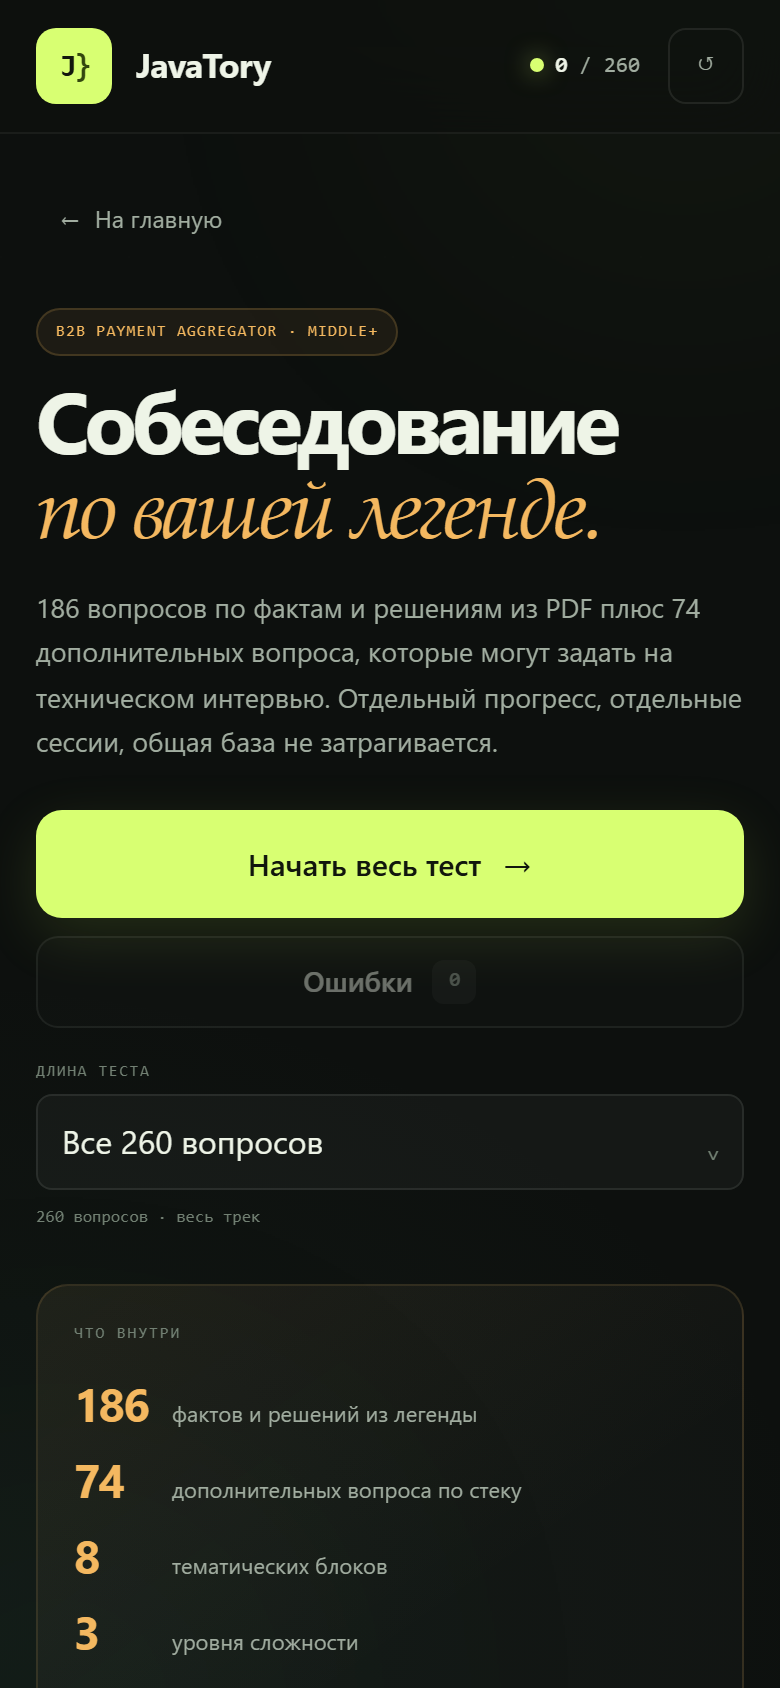 J}
JavaTory
0 / 260
↺
← На главную
B2B PAYMENT AGGREGATOR · MIDDLE+
Собеседование
по вашей легенде.
186 вопросов по фактам и решениям из PDF плюс 74
дополнительных вопроса, которые могут задать на
техническом интервью. Отдельный прогресс, отдельные
сессии, общая база не затрагивается.
Начать весь тест →
Ошибки 0
ДЛИНА ТЕСТА
Все 260 вопросов
260 вопросов · весь трек
ЧТО ВНУТРИ
186 фактов и решений из легенды
74 дополнительных вопроса по стеку
8 тематических блоков
3 уровня сложности